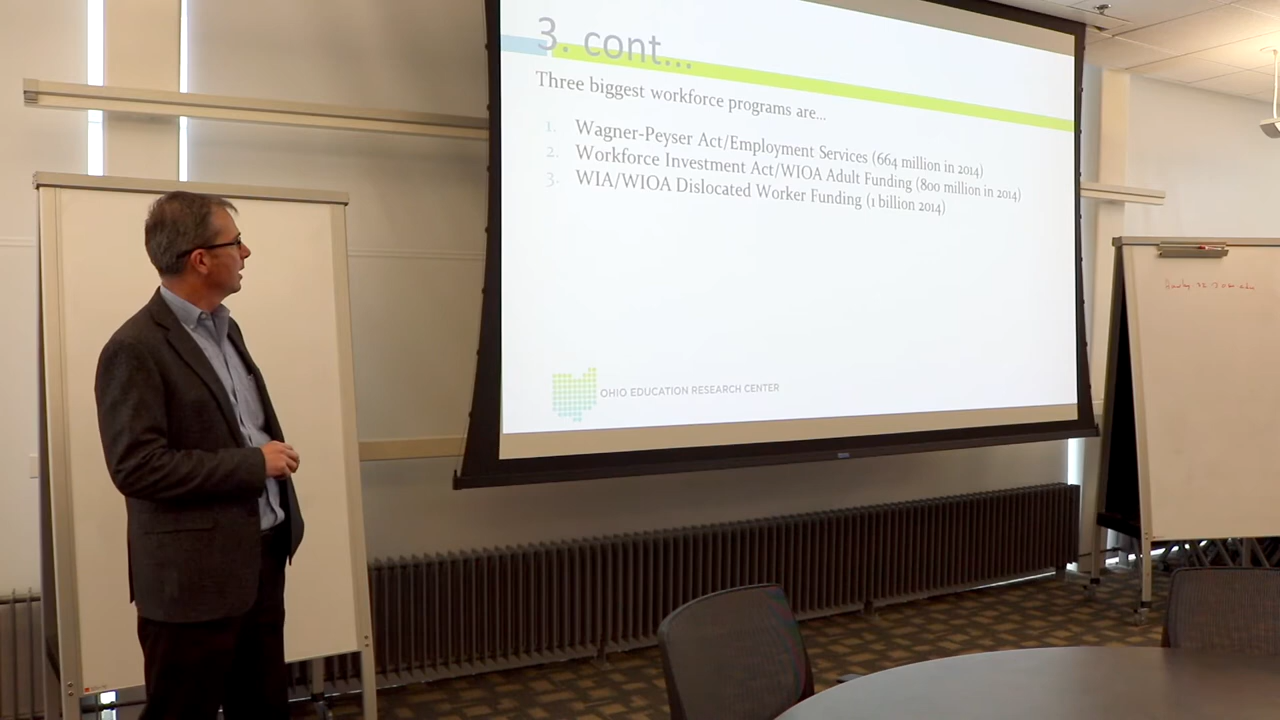 3. cont...
Three biggest workforce programs are...
1. Wagner-Peyser Act/Employment Services (664 million in 2014)
2. Workforce Investment Act/WIOA Adult Funding (800 million in 2014)
3. WIA/WIOA Dislocated Worker Funding (1 billion 2014)
OHIO EDUCATION RESEARCH CENTER